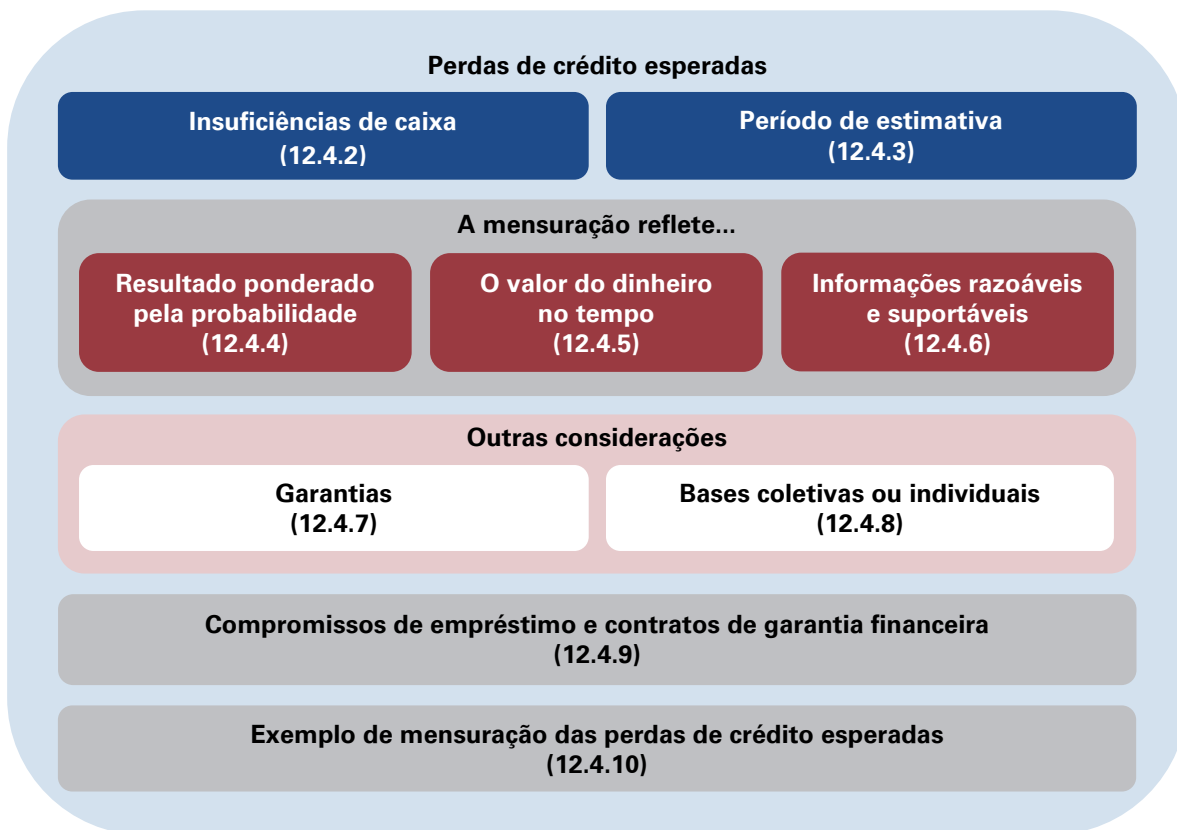 Perdas de crédito esperadas
Insuficiências de caixa
(12.4.2)
Período de estimativa
(12.4.3)
A mensuração reflete...
Resultado ponderado
pela probabilidade
(12.4.4)
O valor do dinheiro
no tempo
(12.4.5)
Informações razoáveis
e suportáveis
(12.4.6)
Outras considerações
Garantias
(12.4.7)
Bases coletivas ou individuais
(12.4.8)
Compromissos de empréstimo e contratos de garantia financeira
(12.4.9)
Exemplo de mensuração das perdas de crédito esperadas
(12.4.10)